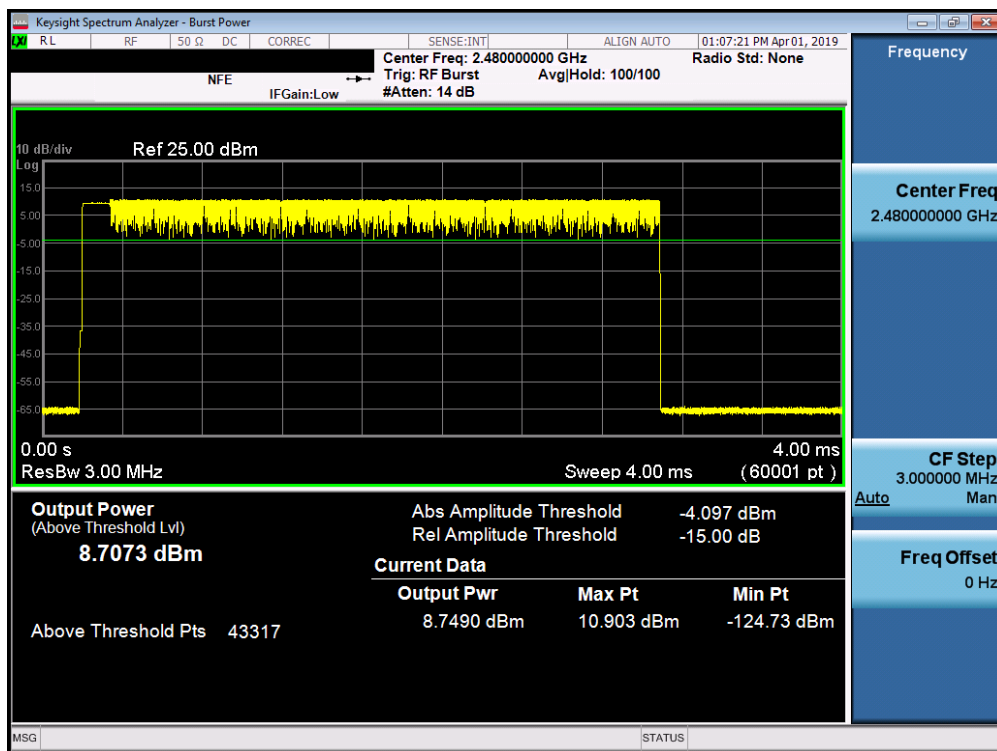 Keysight Spectrum Analyzer - Burst Power
LXI RL RF 50 Ω DC CORREC SENSE:INT ALIGN AUTO 01:07:21 PM Apr 01, 2019
Center Freq: 2.480000000 GHz Radio Std: None
NFE Trig: RF Burst Avg|Hold: 100/100
IFGain:Low #Atten: 14 dB
10 dB/div Ref 25.00 dBm
Log
15.0
5.00
-5.00
-15.0
-25.0
-35.0
-45.0
-55.0
-65.0
0.00 s 4.00 ms
ResBw 3.00 MHz Sweep 4.00 ms (60001 pt)
Output Power
(Above Threshold Lvl)
8.7073 dBm
Above Threshold Pts 43317
Abs Amplitude Threshold -4.097 dBm
Rel Amplitude Threshold -15.00 dB
Current Data
Output Pwr Max Pt Min Pt
8.7490 dBm 10.903 dBm -124.73 dBm
Frequency
Center Freq
2.480000000 GHz
CF Step
3.000000 MHz
Auto Man
Freq Offset
0 Hz
MSG STATUS